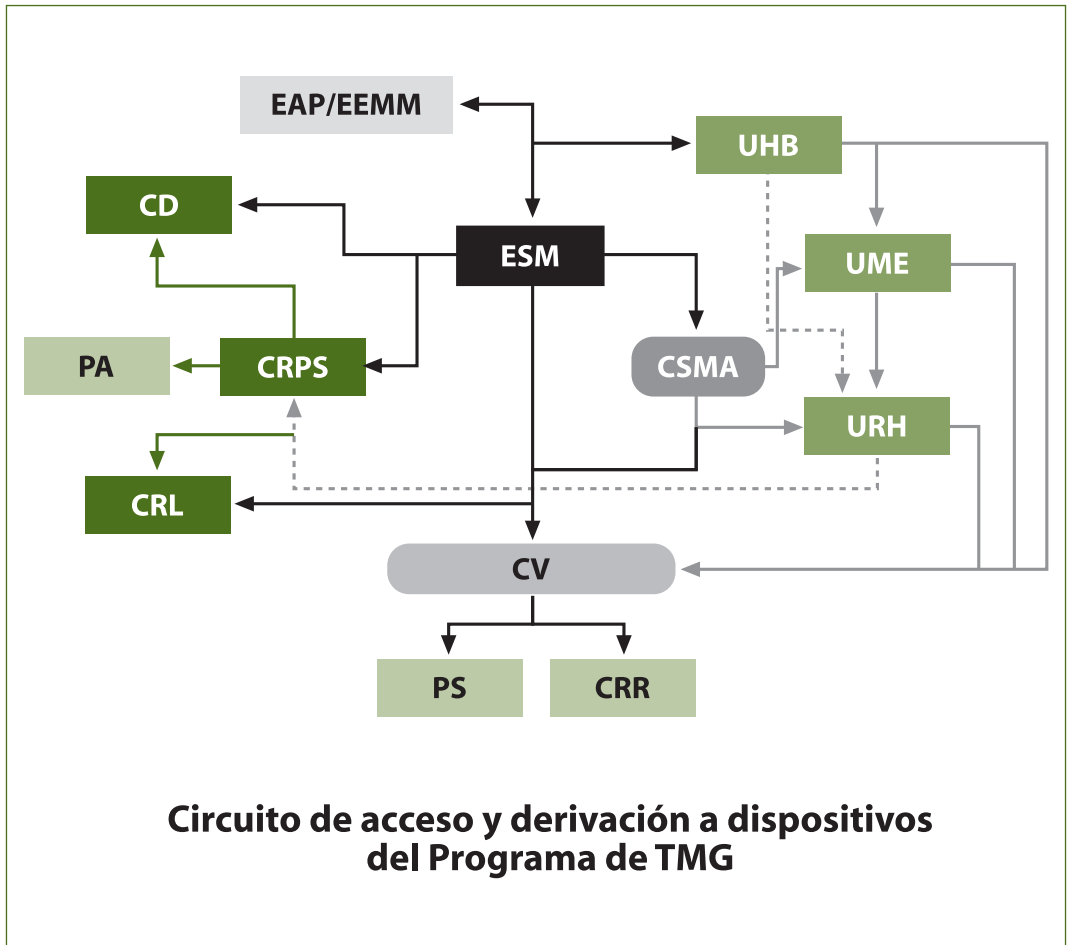 EAP/EEMM
UHB
CD
ESM
UME
PA
CRPS
CSMA
URH
CRL
CV
PS
CRR
Circuito de acceso y derivación a dispositivos
del Programa de TMG